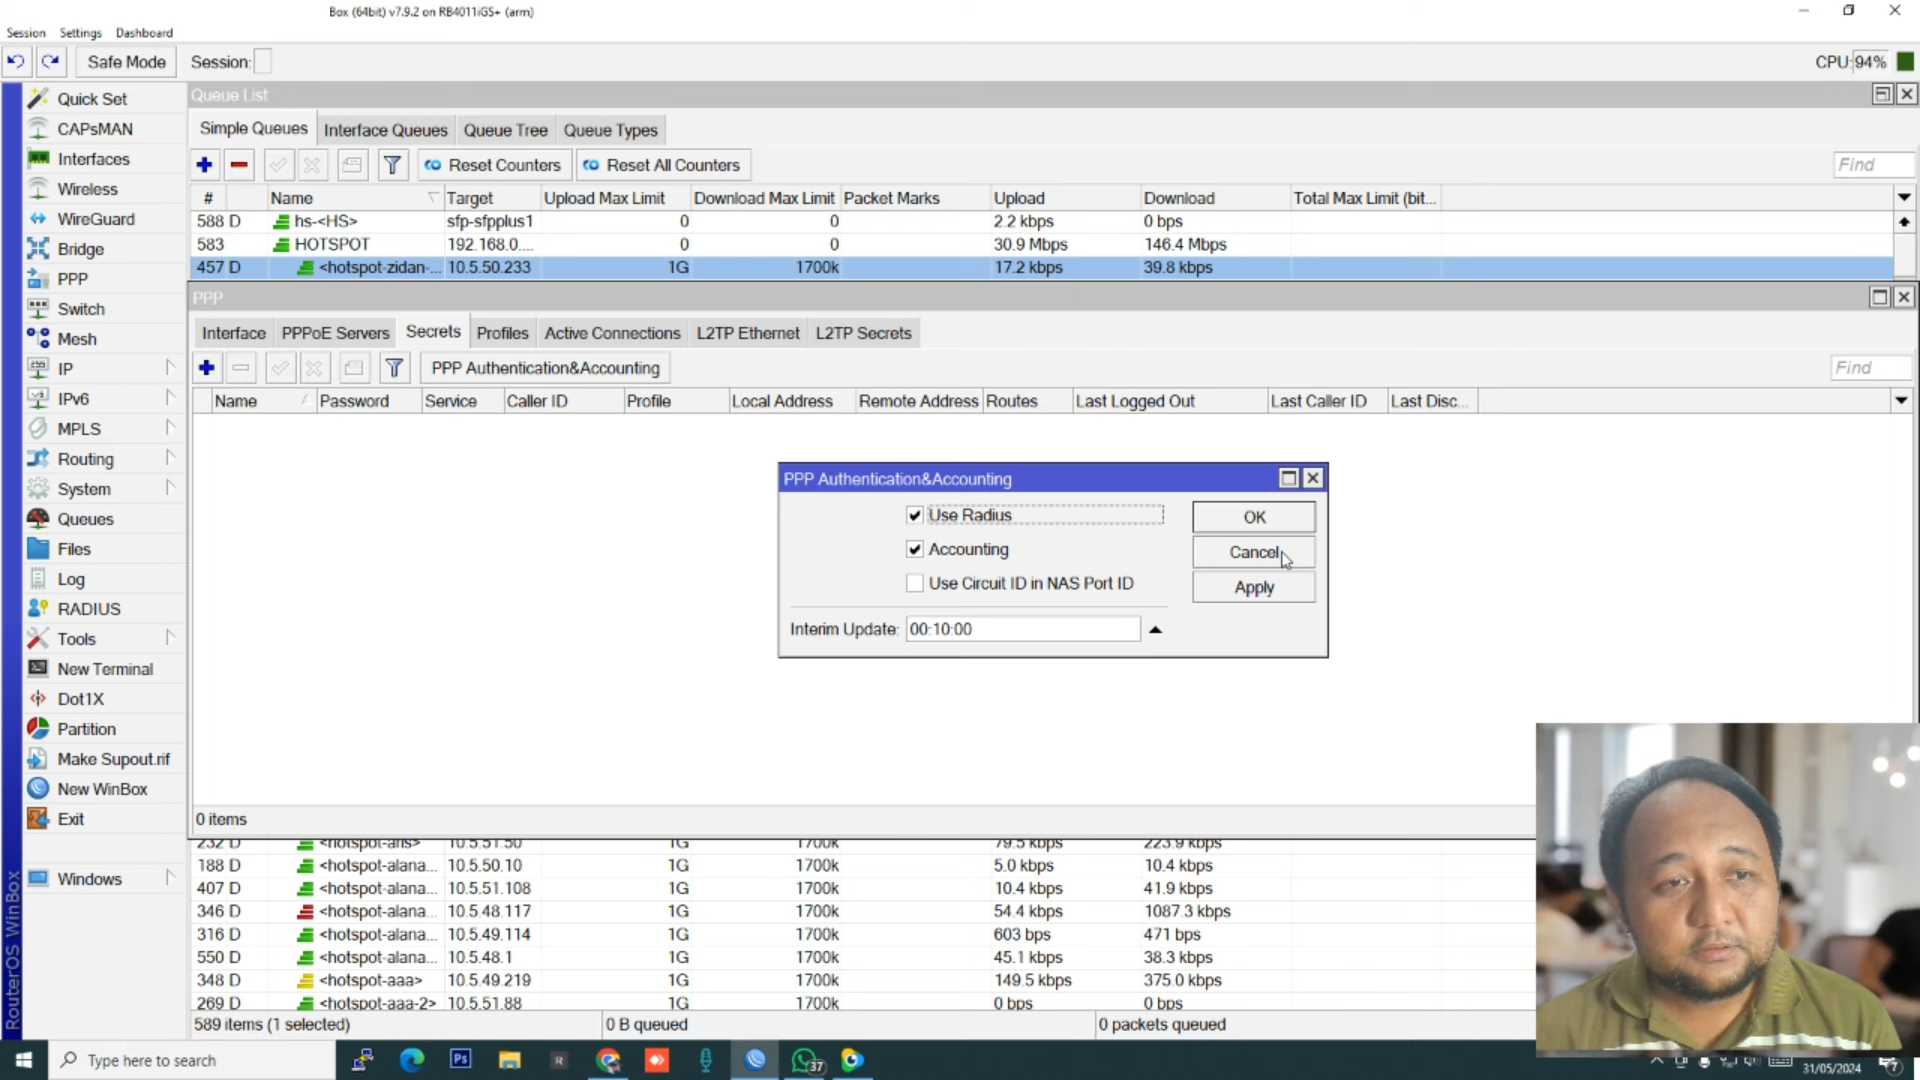 Box (64bit) v7.9.2 on RB4011iGS+ (arm)
Session Settings Dashboard
Safe Mode Session: CPU: 94%
Quick Set
CAPsMAN
Interfaces
Wireless
WireGuard
Bridge
PPP
Switch
Mesh
IP
IPv6
MPLS
Routing
System
Queues
Files
Log
RADIUS
Tools
New Terminal
Dot1X
Partition
Make Supout.rif
New WinBox
Exit
Windows
RouterOS WinBox
Queue List
Simple Queues Interface Queues Queue Tree Queue Types
Reset Counters Reset All Counters Find
# Name Target Upload Max Limit Download Max Limit Packet Marks Upload Download Total Max Limit (bit...
588 D hs-<HS> sfp-sfpplus1 0 0 2.2 kbps 0 bps
583 HOTSPOT 192.168.0.... 0 0 30.9 Mbps 146.4 Mbps
457 D <hotspot-zidan-... 10.5.50.233 1G 1700k 17.2 kbps 39.8 kbps
PPP
Interface PPPoE Servers Secrets Profiles Active Connections L2TP Ethernet L2TP Secrets
PPP Authentication&Accounting Find
Name Password Service Caller ID Profile Local Address Remote Address Routes Last Logged Out Last Caller ID Last Disc...
PPP Authentication&Accounting
Use Radius
Accounting
Use Circuit ID in NAS Port ID
Interim Update: 00:10:00
OK
Cancel
Apply
0 items
232 D <hotspot-aris> 10.5.51.50 1G 1700k 79.5 kbps 223.9 kbps
188 D <hotspot-alana... 10.5.50.10 1G 1700k 5.0 kbps 10.4 kbps
407 D <hotspot-alana... 10.5.51.108 1G 1700k 10.4 kbps 41.9 kbps
346 D <hotspot-alana... 10.5.48.117 1G 1700k 54.4 kbps 1087.3 kbps
316 D <hotspot-alana... 10.5.49.114 1G 1700k 603 bps 471 bps
550 D <hotspot-alana... 10.5.48.1 1G 1700k 45.1 kbps 38.3 kbps
348 D <hotspot-aaa> 10.5.49.219 1G 1700k 149.5 kbps 375.0 kbps
269 D <hotspot-aaa-2> 10.5.51.88 1G 1700k 0 bps 0 bps
589 items (1 selected) 0 B queued 0 packets queued
Type here to search
Ps
R
37
31/05/2024
7